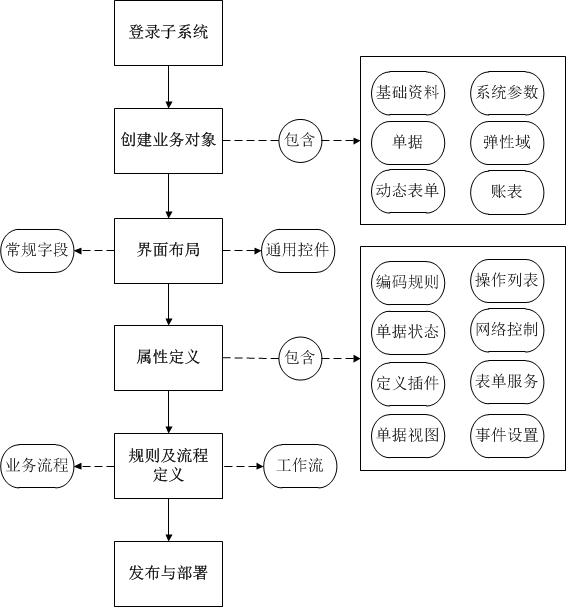 登录子系统
创建业务对象
包含
基础资料
系统参数
单据
弹性域
动态表单
账表
常规字段
界面布局
通用控件
属性定义
包含
编码规则
操作列表
单据状态
网络控制
定义插件
表单服务
单据视图
事件设置
业务流程
规则及流程
定义
工作流
发布与部署